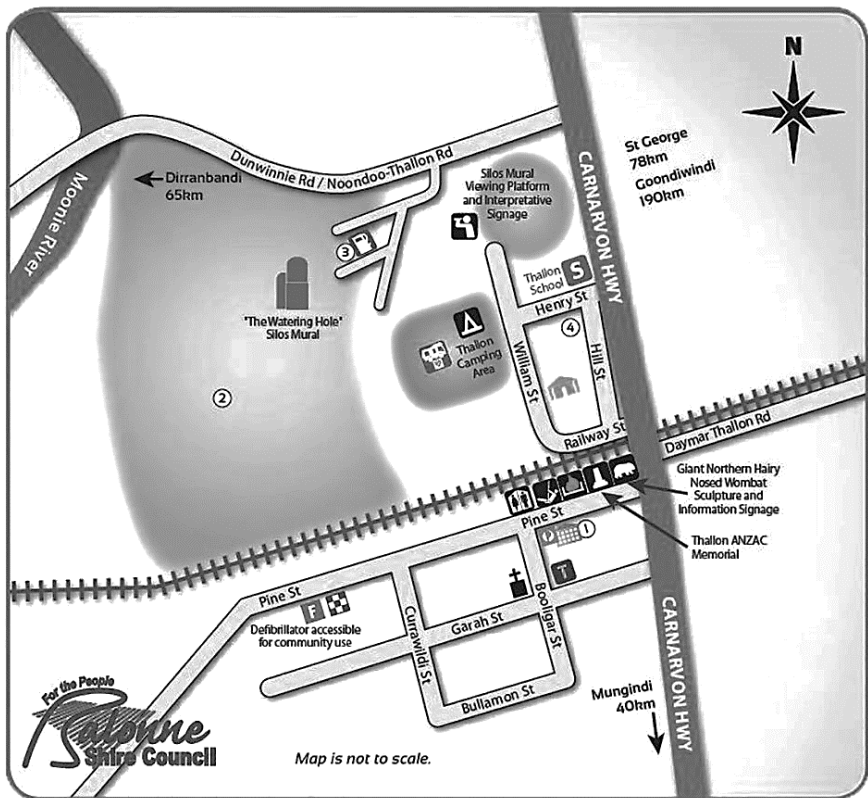 N
St George
78km
Goondiwindi
190km
Dunwinnie Rd / Noondoo-Thallon Rd
Dirranbandi
65km
Moonie River
CARNARVON HWY
Silos Mural
Viewing Platform
and Interpretative
Signage
3
"The Watering Hole"
Silos Mural
Thallon
School
S
Henry St
4
Thallon
Camping
Area
William St
Hill St
2
Railway St
Daymar Thallon Rd
Giant Northern Hairy
Nosed Wombat
Sculpture and
Information Signage
Pine St
1
Thallon ANZAC
Memorial
T
Pine St
F
Defibrillator accessible
for community use
Currawildi St
Garah St
Booligar St
Bullamon St
CARNARVON HWY
Mungindi
40km
For the People
Balonne
Shire Council
Map is not to scale.